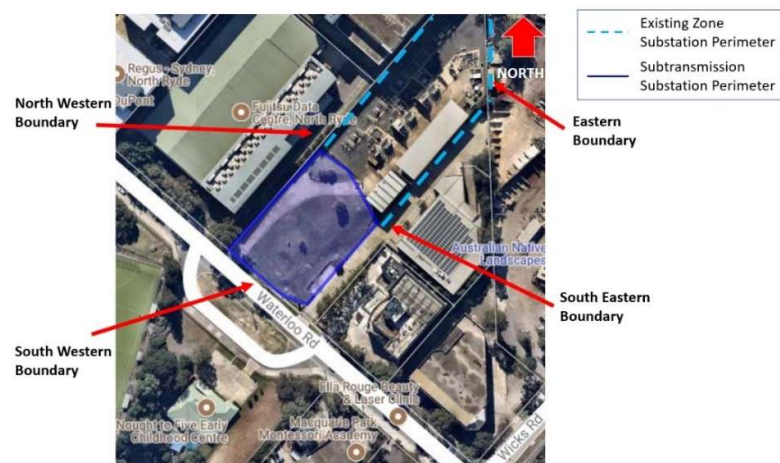 Existing Zone
Substation Perimeter
Subtransmission
Substation Perimeter
NORTH
Regus - Sydney,
North Ryde
DuPont
North Western
Boundary
Fujitsu Data
Centre, North Ryde
Eastern
Boundary
Australian Native
Landscapes
South Eastern
Boundary
Waterloo Rd
South Western
Boundary
Ella Rouge Beauty
& Laser Clinic
Nought to Five Early
Childhood Centre
Macquarie Park
Montessori Academy
Wicks Rd